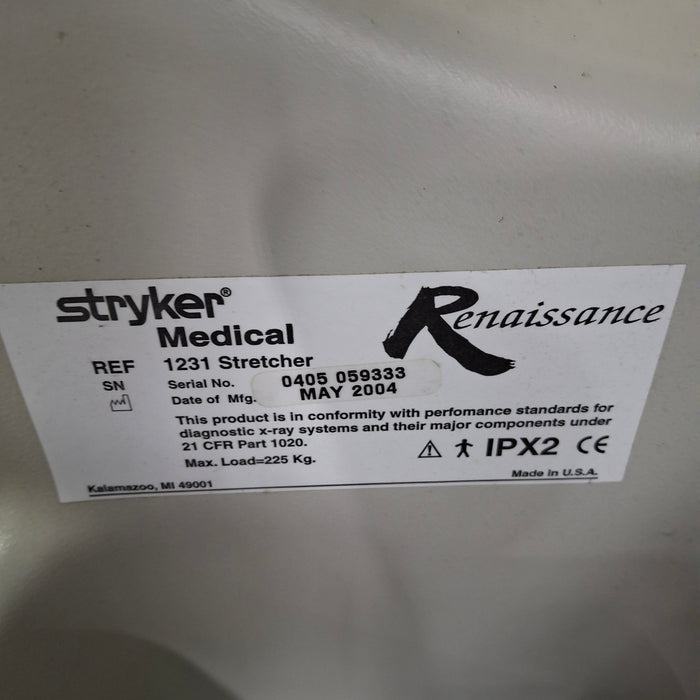 stryker® Renaissance
Medical
REF 1231 Stretcher
SN Serial No. 0405 059333
Date of Mfg. MAY 2004
This product is in conformity with perfomance standards for
diagnostic x-ray systems and their major components under
21 CFR Part 1020.
Max. Load=225 Kg.
IPX2 CE
Made in U.S.A.
Kalamazoo, MI 49001